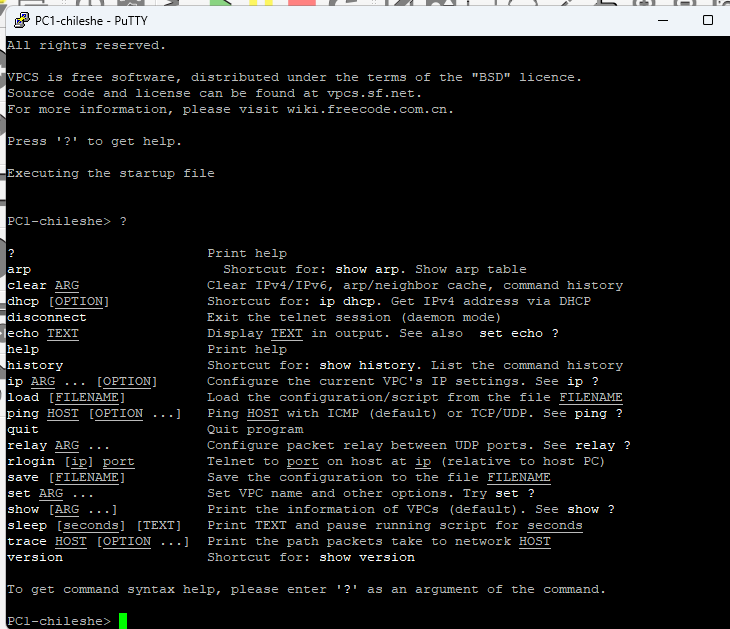 PC1-chileshe - PuTTY
All rights reserved.
VPCS is free software, distributed under the terms of the "BSD" licence.
Source code and license can be found at vpcs.sf.net.
For more information, please visit wiki.freecode.com.cn.
Press '?' to get help.
Executing the startup file
PC1-chileshe> ?
? Print help
arp Shortcut for: show arp. Show arp table
clear ARG Clear IPv4/IPv6, arp/neighbor cache, command history
dhcp [OPTION] Shortcut for: ip dhcp. Get IPv4 address via DHCP
disconnect Exit the telnet session (daemon mode)
echo TEXT Display TEXT in output. See also set echo ?
help Print help
history Shortcut for: show history. List the command history
ip ARG ... [OPTION] Configure the current VPC's IP settings. See ip ?
load [FILENAME] Load the configuration/script from the file FILENAME
ping HOST [OPTION ...] Ping HOST with ICMP (default) or TCP/UDP. See ping ?
quit Quit program
relay ARG ... Configure packet relay between UDP ports. See relay ?
rlogin [ip] port Telnet to port on host at ip (relative to host PC)
save [FILENAME] Save the configuration to the file FILENAME
set ARG ... Set VPC name and other options. Try set ?
show [ARG ...] Print the information of VPCs (default). See show ?
sleep [seconds] [TEXT] Print TEXT and pause running script for seconds
trace HOST [OPTION ...] Print the path packets take to network HOST
version Shortcut for: show version
To get command syntax help, please enter '?' as an argument of the command.
PC1-chileshe>